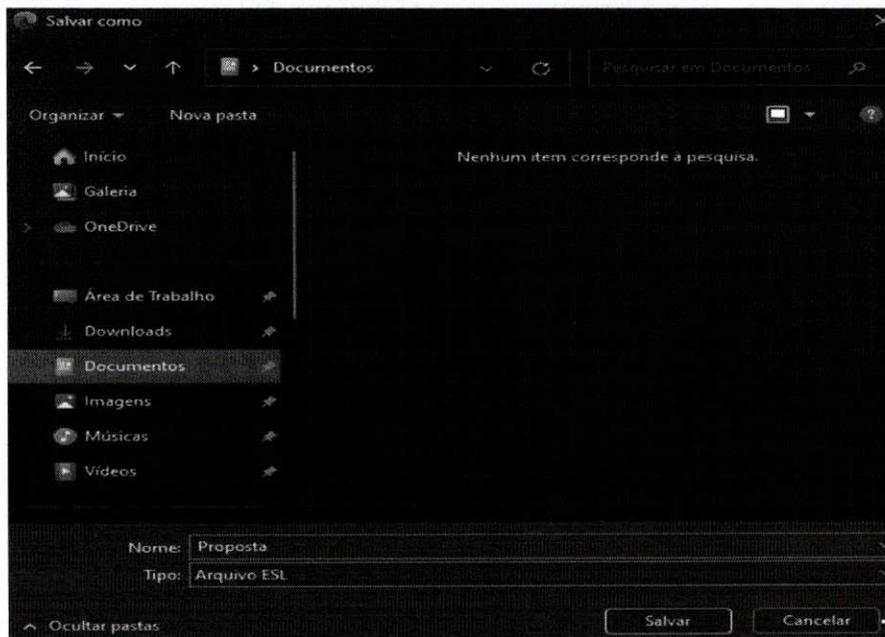 Salvar como
Documentos
Pesquisar em Documentos
Organizar
Nova pasta
Início
Nenhum item corresponde à pesquisa.
Galeria
OneDrive
Área de Trabalho
Downloads
Documentos
Imagens
Músicas
Vídeos
Nome: Proposta
Tipo: Arquivo ESL
Ocultar pastas
Salvar
Cancelar